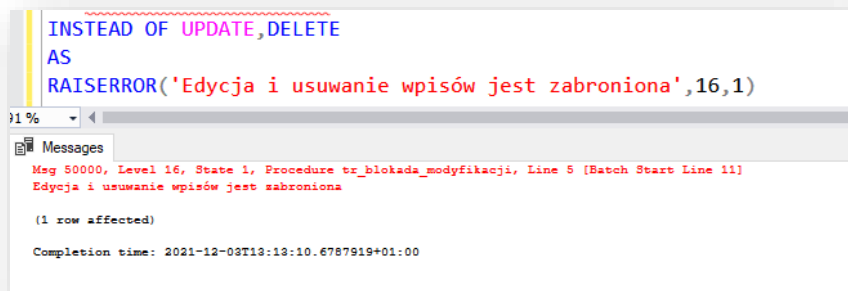 INSTEAD OF UPDATE,DELETE
AS
RAISERROR('Edycja i usuwanie wpisów jest zabroniona',16,1)
91 %
Messages
Msg 50000, Level 16, State 1, Procedure tr_blokada_modyfikacji, Line 5 [Batch Start Line 11]
Edycja i usuwanie wpisów jest zabroniona
(1 row affected)
Completion time: 2021-12-03T13:13:10.6787919+01:00